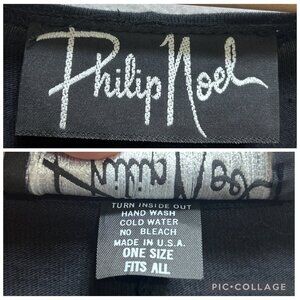 Philip Noel
TURN INSIDE OUT
HAND WASH
COLD WATER
NO BLEACH
MADE IN U.S.A.
ONE SIZE
FITS ALL
PIC•COLLAGE